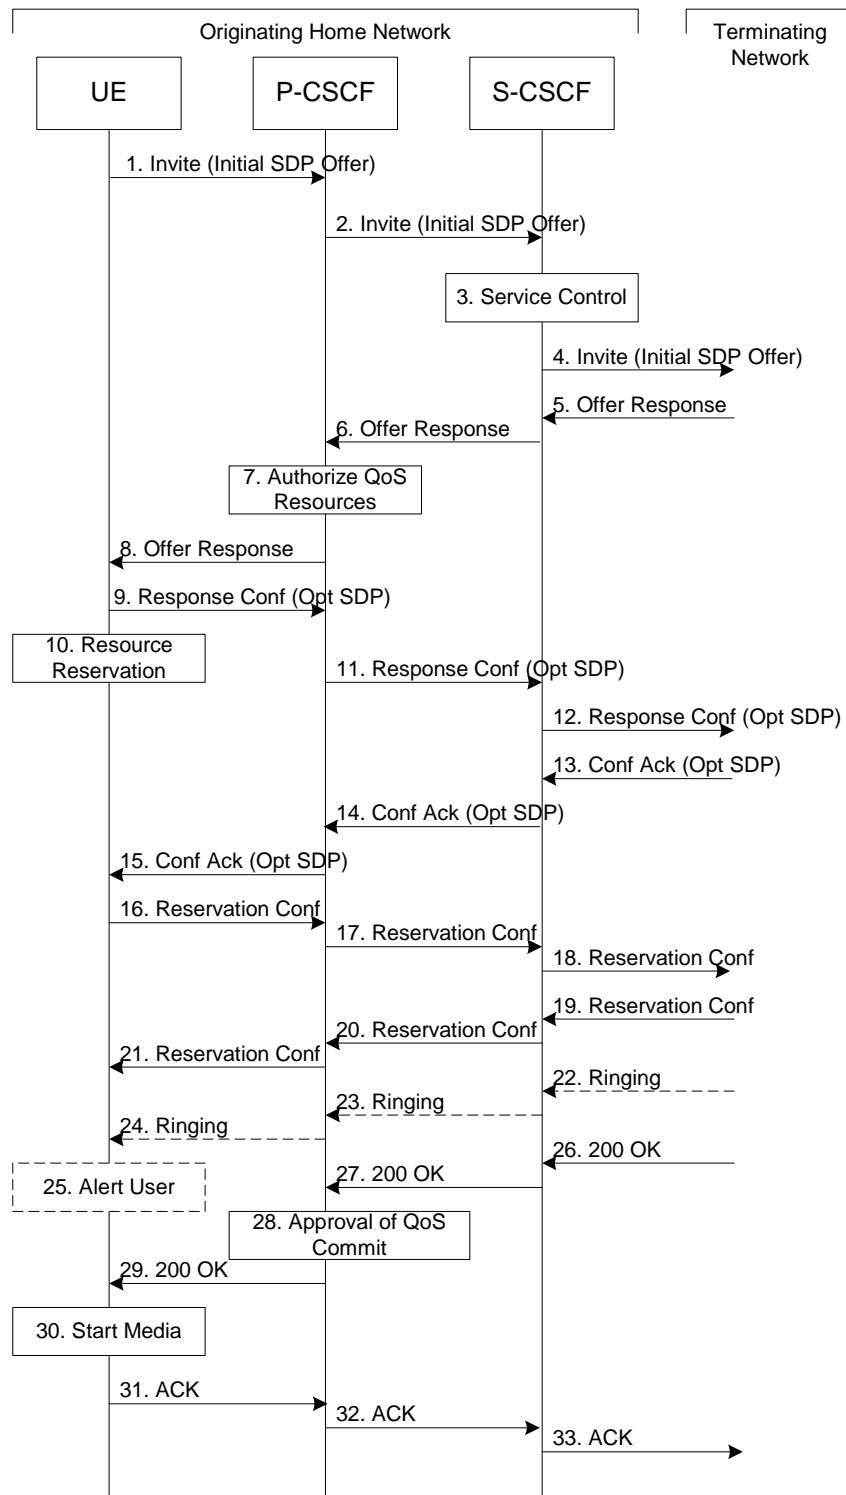 Originating Home Network
Terminating
Network
UE
P-CSCF
S-CSCF
1. Invite (Initial SDP Offer)
2. Invite (Initial SDP Offer)
3. Service Control
4. Invite (Initial SDP Offer)
5. Offer Response
6. Offer Response
7. Authorize QoS
Resources
8. Offer Response
9. Response Conf (Opt SDP)
10. Resource
Reservation
11. Response Conf (Opt SDP)
12. Response Conf (Opt SDP)
13. Conf Ack (Opt SDP)
14. Conf Ack (Opt SDP)
15. Conf Ack (Opt SDP)
16. Reservation Conf
17. Reservation Conf
18. Reservation Conf
19. Reservation Conf
20. Reservation Conf
21. Reservation Conf
22. Ringing
23. Ringing
24. Ringing
25. Alert User
26. 200 OK
27. 200 OK
28. Approval of QoS
Commit
29. 200 OK
30. Start Media
31. ACK
32. ACK
33. ACK